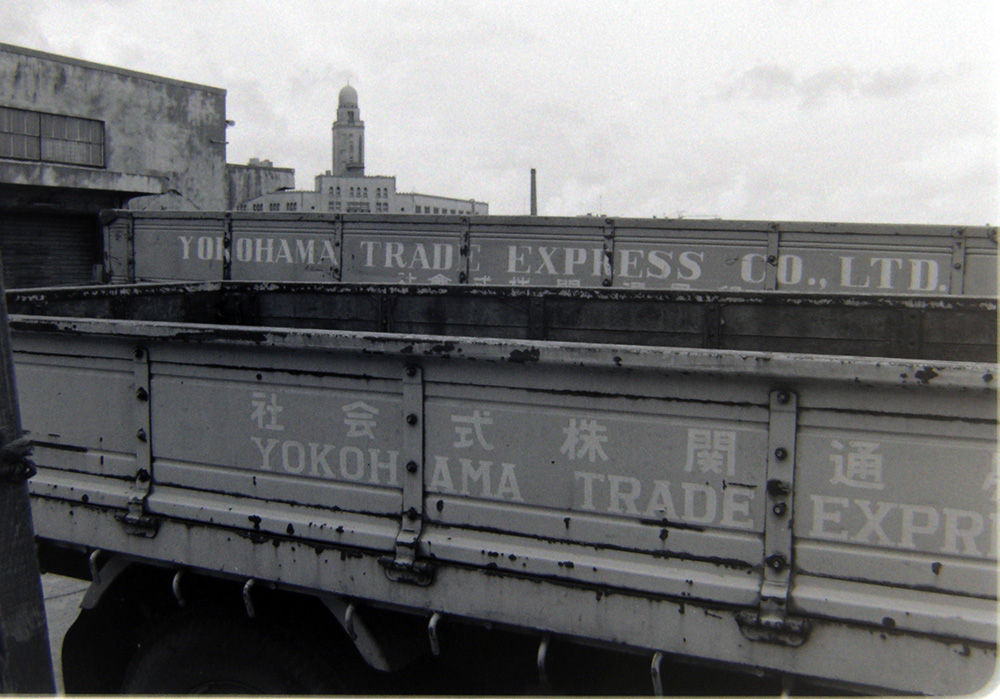 YOKOHAMA TRADE EXPRESS CO., LTD.
社会式株関通
YOKOHAMA TRADE EXPR